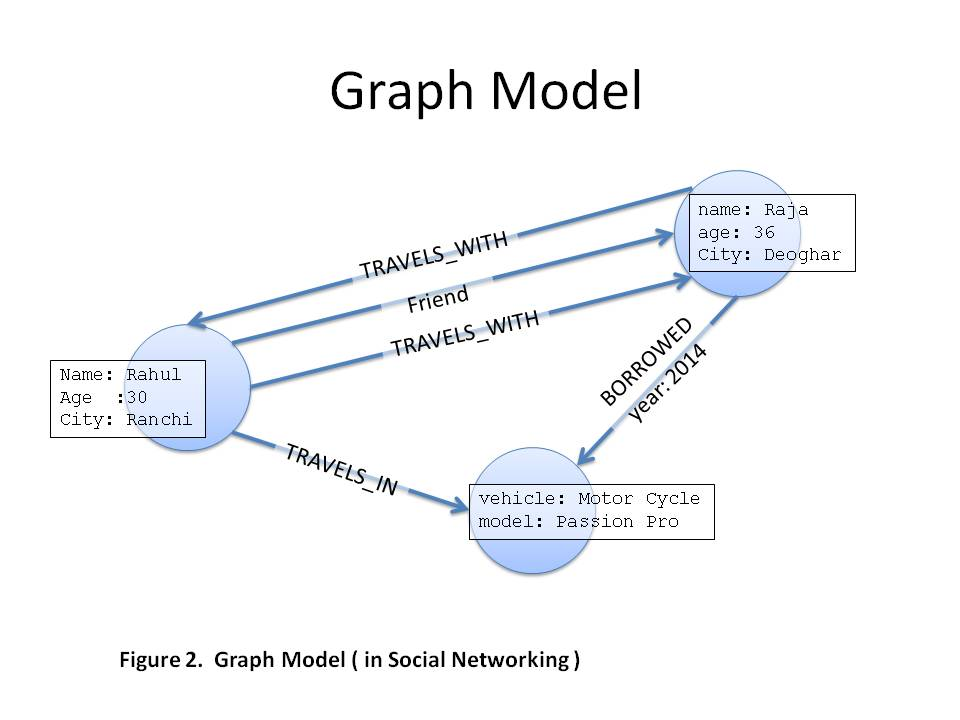 Graph Model
name: Raja
age: 36
City: Deoghar
TRAVELS_WITH
Friend
TRAVELS_WITH
BORROWED
year: 2014
Name: Rahul
Age  :30
City: Ranchi
TRAVELS_IN
vehicle: Motor Cycle
model: Passion Pro
Figure 2.  Graph Model ( in Social Networking )